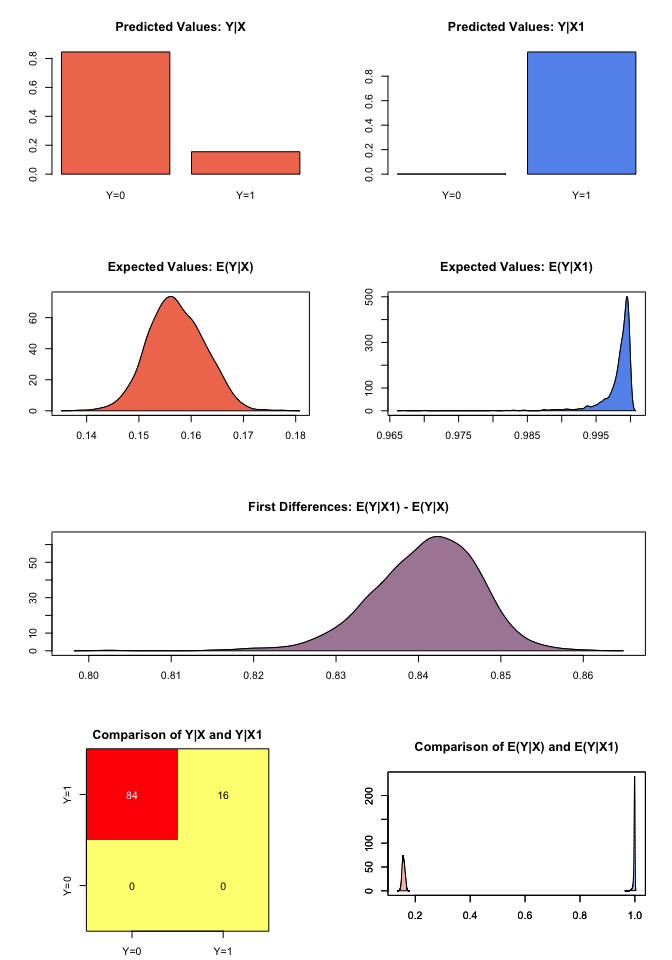 Predicted Values: Y|X
0.0 0.2 0.4 0.6 0.8
Y=0 Y=1
Predicted Values: Y|X1
0.0 0.2 0.4 0.6 0.8
Y=0 Y=1
Expected Values: E(Y|X)
0 20 40 60
0.14 0.15 0.16 0.17 0.18
Expected Values: E(Y|X1)
0 100 300 500
0.965 0.975 0.985 0.995
First Differences: E(Y|X1) - E(Y|X)
0 10 30 50
0.80 0.81 0.82 0.83 0.84 0.85 0.86
Comparison of Y|X and Y|X1
Y=1
84 16
Y=0
0 0
Y=0 Y=1
Comparison of E(Y|X) and E(Y|X1)
0 50 100 200
0.2 0.4 0.6 0.8 1.0